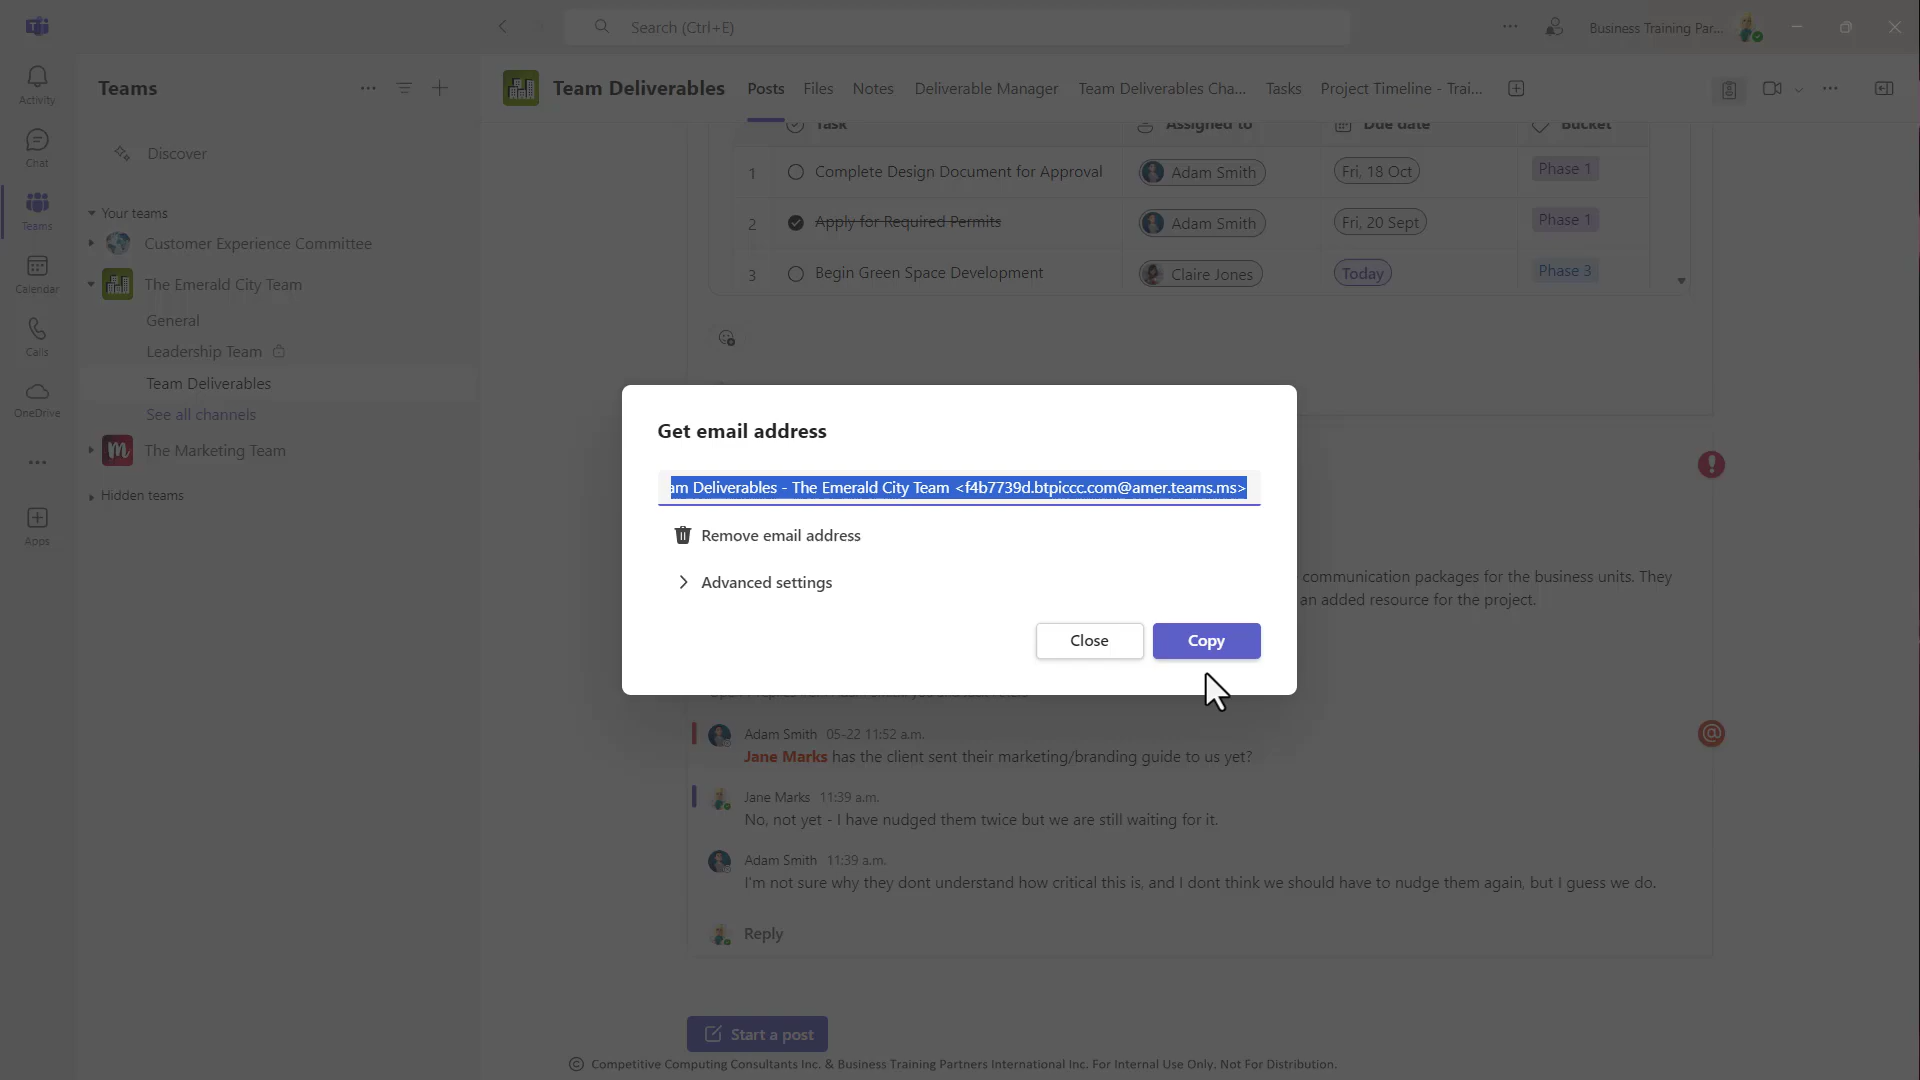 Search (Ctrl+E)
Business Training Par...
Activity
Chat
Teams
Calendar
Calls
OneDrive
Apps
Teams
Discover
Your teams
Customer Experience Committee
The Emerald City Team
General
Leadership Team
Team Deliverables
See all channels
The Marketing Team
Hidden teams
Team Deliverables
Posts
Files
Notes
Deliverable Manager
Team Deliverables Cha...
Tasks
Project Timeline - Trai...
Task Assigned to Due date Bucket
1 Complete Design Document for Approval Adam Smith Fri, 18 Oct Phase 1
2 Apply for Required Permits Adam Smith Fri, 20 Sept Phase 1
3 Begin Green Space Development Claire Jones Today Phase 3
Get email address
am Deliverables - The Emerald City Team <f4b7739d.btpiccc.com@amer.teams.ms>
Remove email address
Advanced settings
Close
Copy
communication packages for the business units. They
an added resource for the project.
Adam Smith 05-22 11:52 a.m.
Jane Marks has the client sent their marketing/branding guide to us yet?
Jane Marks 11:39 a.m.
No, not yet - I have nudged them twice but we are still waiting for it.
Adam Smith 11:39 a.m.
I'm not sure why they dont understand how critical this is, and I dont think we should have to nudge them again, but I guess we do.
Reply
Start a post
© Competitive Computing Consultants Inc. & Business Training Partners International Inc. For Internal Use Only. Not For Distribution.